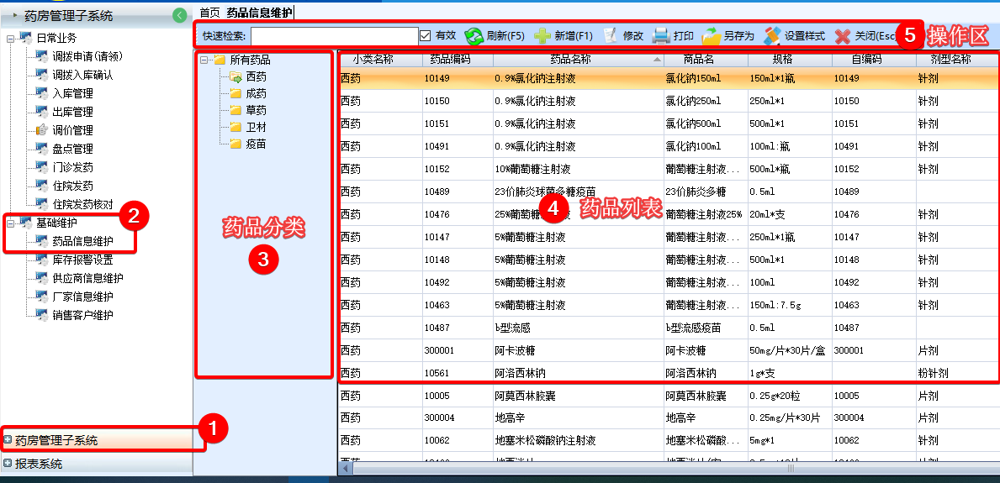 药房管理子系统
日常业务
调拨申请(请领)
调拨入库确认
入库管理
出库管理
调价管理
盘点管理
门诊发药
住院发药
住院发药核对
2
基础维护
药品信息维护
库存报警设置
供应商信息维护
厂家信息维护
销售客户维护
药房管理子系统
1
报表系统
首页 药品信息维护
快速检索: 有效 刷新(F5) 新增(F1) 修改 打印 另存为 设置样式 关闭(Esc) 5 操作区
所有药品
西药
成药
草药
卫材
疫苗
药品分类
3
小类名称 药品编码 药品名称 商品名 规格 自编码 剂型名称
西药 10149 0.9%氯化钠注射液 氯化钠150ml 150ml*1瓶 10149 针剂
西药 10150 0.9%氯化钠注射液 氯化钠250ml 250ml*1 10150 针剂
西药 10151 0.9%氯化钠注射液 氯化钠500ml 500ml*1 10151 针剂
西药 10491 0.9%氯化钠注射液 氯化钠100ml 100ml:瓶 10491 针剂
西药 10152 10%葡萄糖注射液 葡萄糖注射液... 500ml*瓶 10152 针剂
西药 10489 23价肺炎球菌多糖疫苗 23价肺炎多糖 0.5ml 10489
4 药品列表
西药 10476 25%葡萄糖 液 葡萄糖注射液25% 20ml*支 10476 针剂
西药 10147 5%葡萄糖注射液 葡萄糖注射液... 250ml*1瓶 10147 针剂
西药 10148 5%葡萄糖注射液 葡萄糖注射液... 500ml*1 10148 针剂
西药 10492 5%葡萄糖注射液 葡萄糖注射液... 100ml 10492 针剂
西药 10463 5%葡萄糖注射液 葡萄糖注射液... 150ml:7.5g 10463 针剂
西药 10487 b型流感 b型流感疫苗 0.5ml 10487
西药 300001 阿卡波糖 阿卡波糖 50mg/片*30片/盒 300001 片剂
西药 10561 阿洛西林钠 阿洛西林钠 1g*支 粉针剂
西药 10005 阿莫西林胶囊 阿莫西林胶囊 0.25g*20粒 10005 片剂
西药 300004 地高辛 地高辛 0.25mg/片*30片 300004 片剂
西药 10062 地塞米松磷酸钠注射液 地塞米松磷酸... 5mg*1 10062 针剂